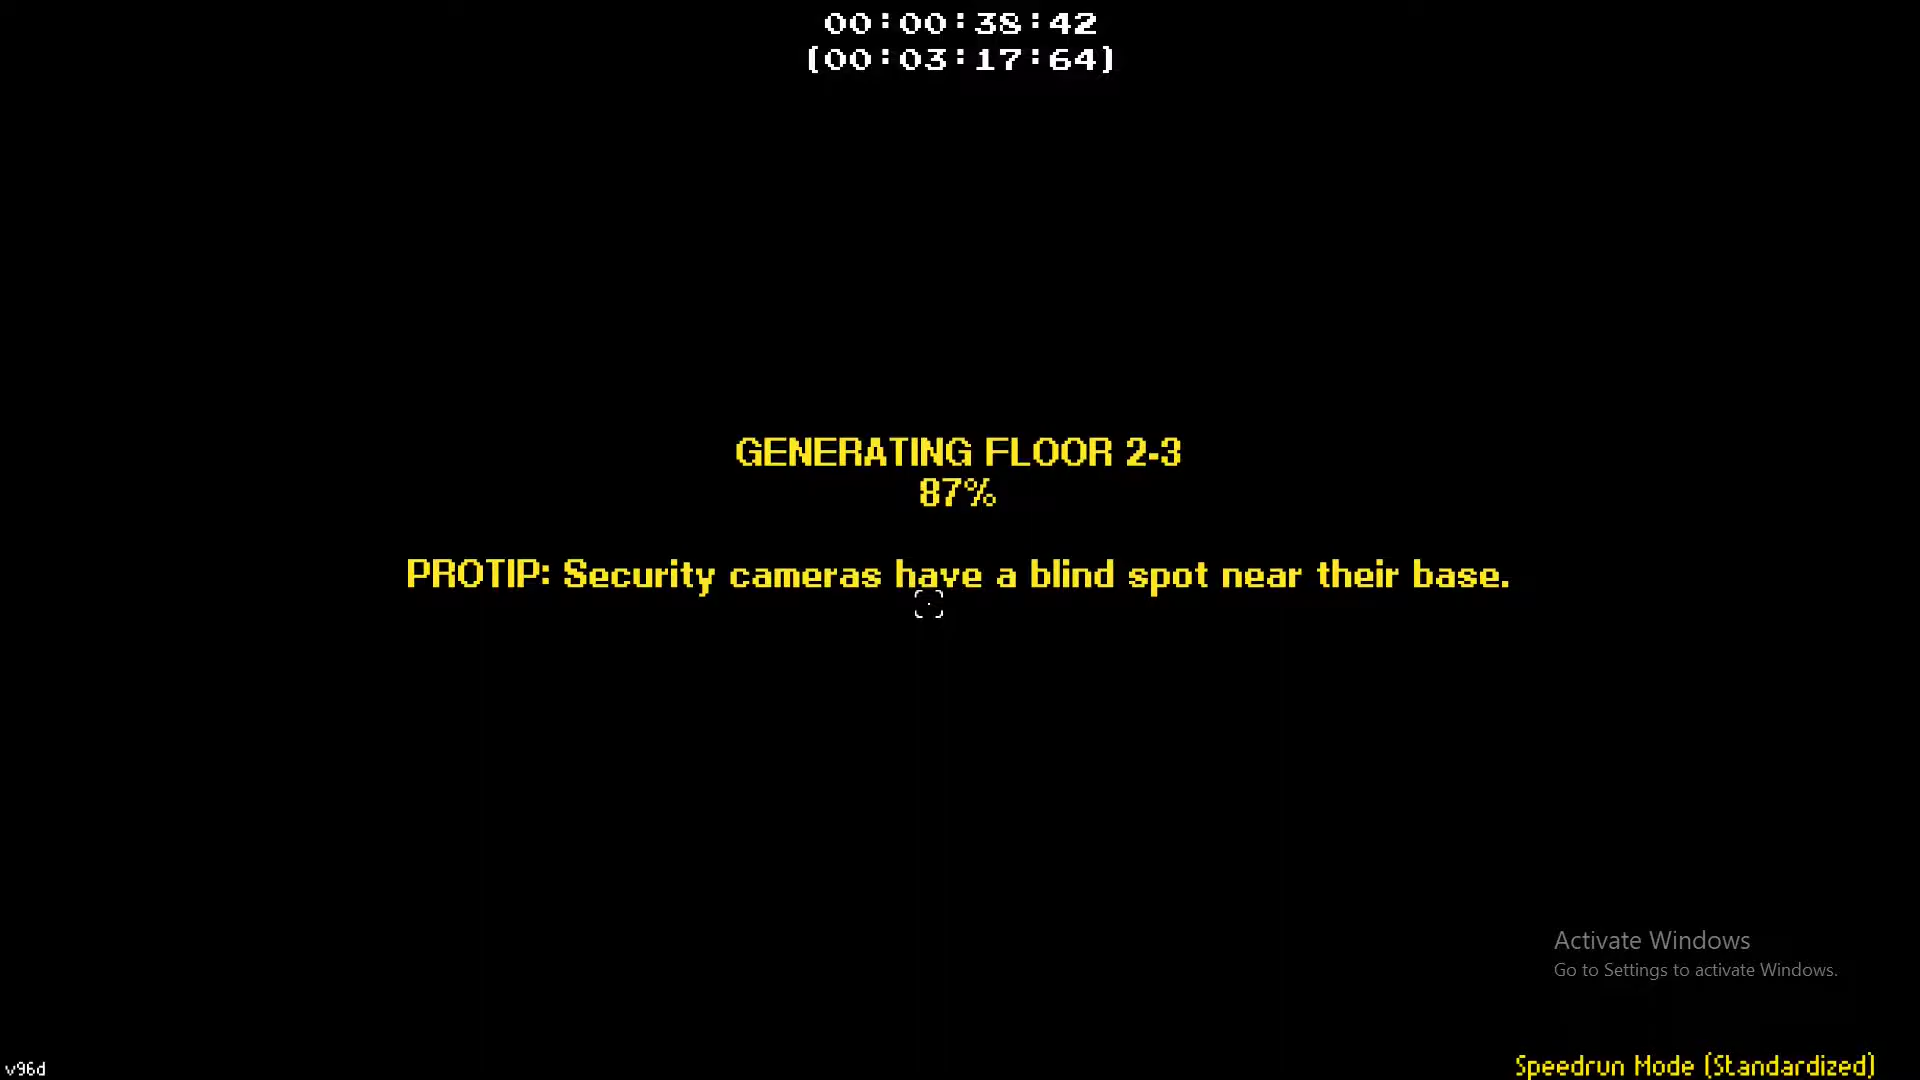 00:00:38:42
[00:03:17:64]
GENERATING FLOOR 2-3
87%
PROTIP: Security cameras have a blind spot near their base.
Activate Windows
Go to Settings to activate Windows.
v96d
Speedrun Mode (Standardized)